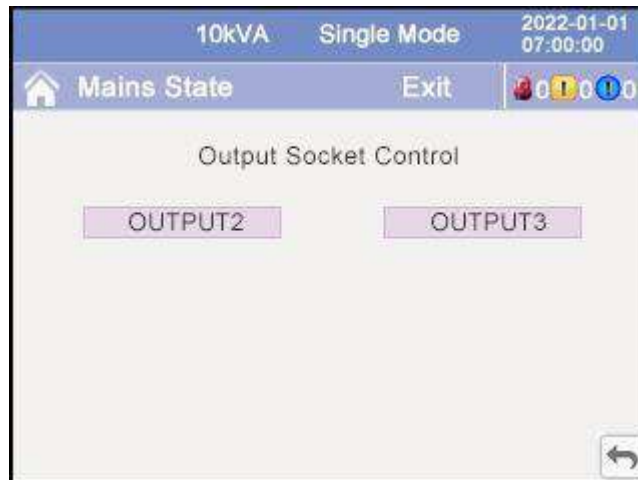 10kVA Single Mode 2022-01-01
07:00:00
Mains State Exit 0 ! 0 ! 0
Output Socket Control
OUTPUT2 OUTPUT3